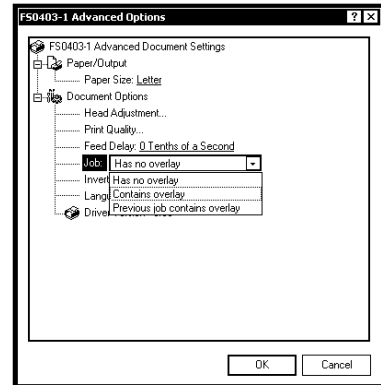 FS0403-1 Advanced Options
FS0403-1 Advanced Document Settings
Paper/Output
Paper Size: Letter
Document Options
Head Adjustment...
Print Quality...
Feed Delay: 0 Tenths of a Second
Job: Has no overlay
Invert Has no overlay
Contains overlay
Previous job contains overlay
OK Cancel